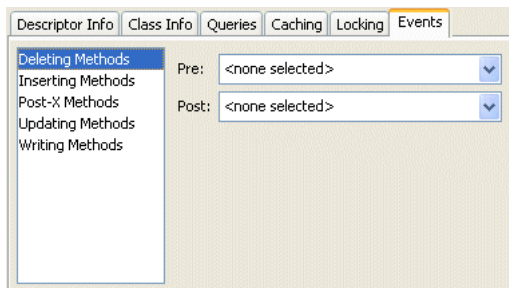 Descriptor Info Class Info Queries Caching Locking Events
Deleting Methods
Inserting Methods
Post-X Methods
Updating Methods
Writing Methods
Pre: <none selected>
Post: <none selected>